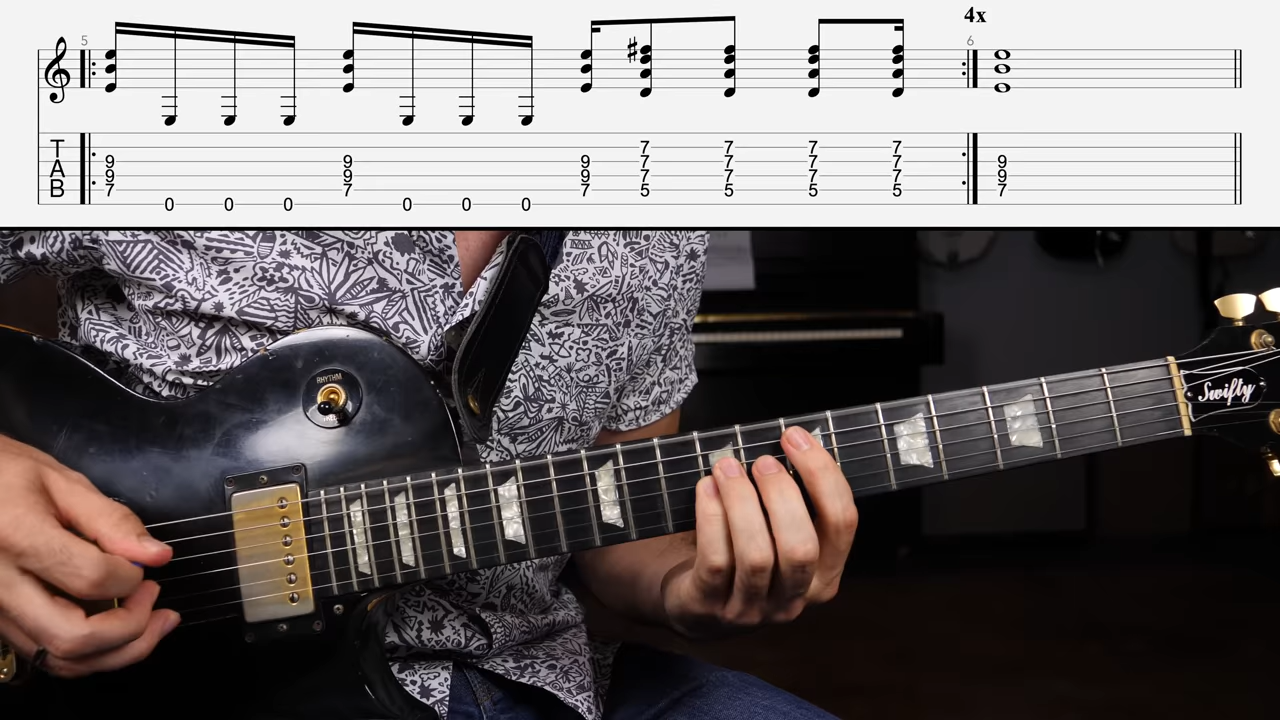 4x
5 6
T 7 7 7 7
9 9 9 7 7 7 7 9
A 9 9 9 7 7 7 7 9
B 7 7 7 5 5 5 5 7
0 0 0 0 0 0
RHYTHM
Swifty